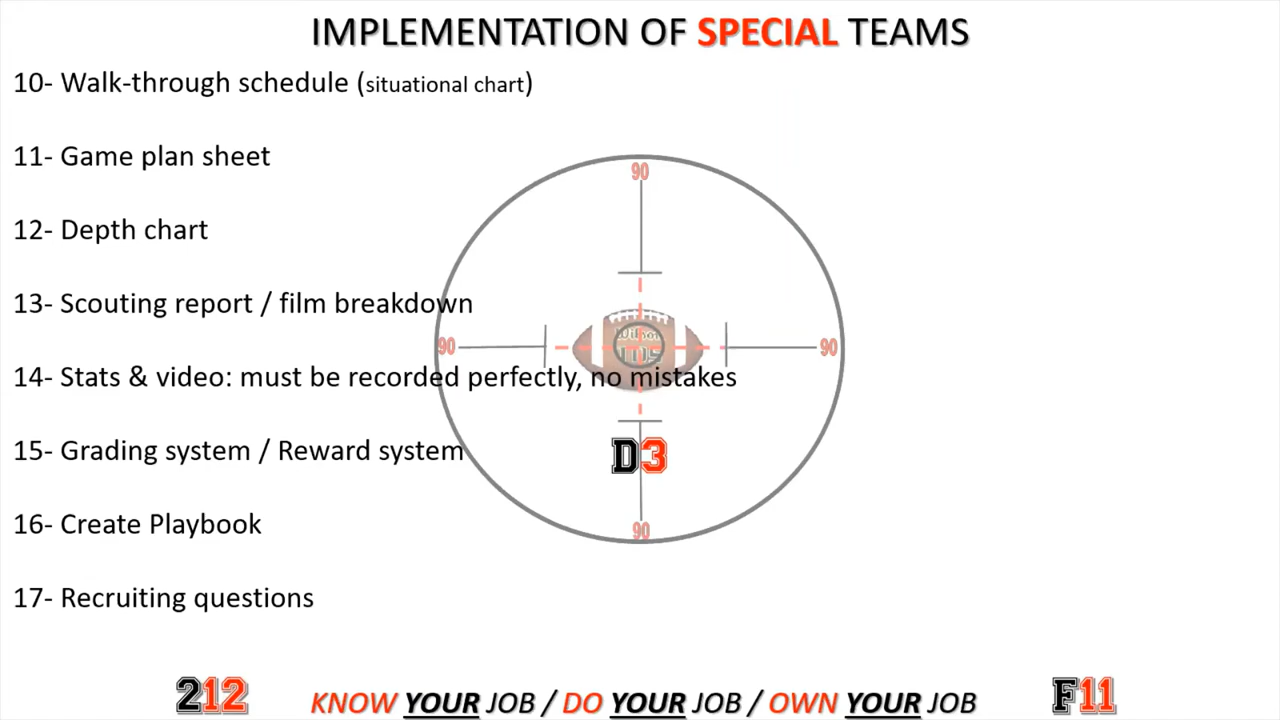 IMPLEMENTATION OF SPECIAL TEAMS
10- Walk-through schedule (situational chart)
11- Game plan sheet
90
12- Depth chart
13- Scouting report / film breakdown
Wilson
90
90
14- Stats & video: must be recorded perfectly, no mistakes
15- Grading system / Reward system
D3
16- Create Playbook
90
17- Recruiting questions
212
KNOW YOUR JOB / DO YOUR JOB / OWN YOUR JOB
F11